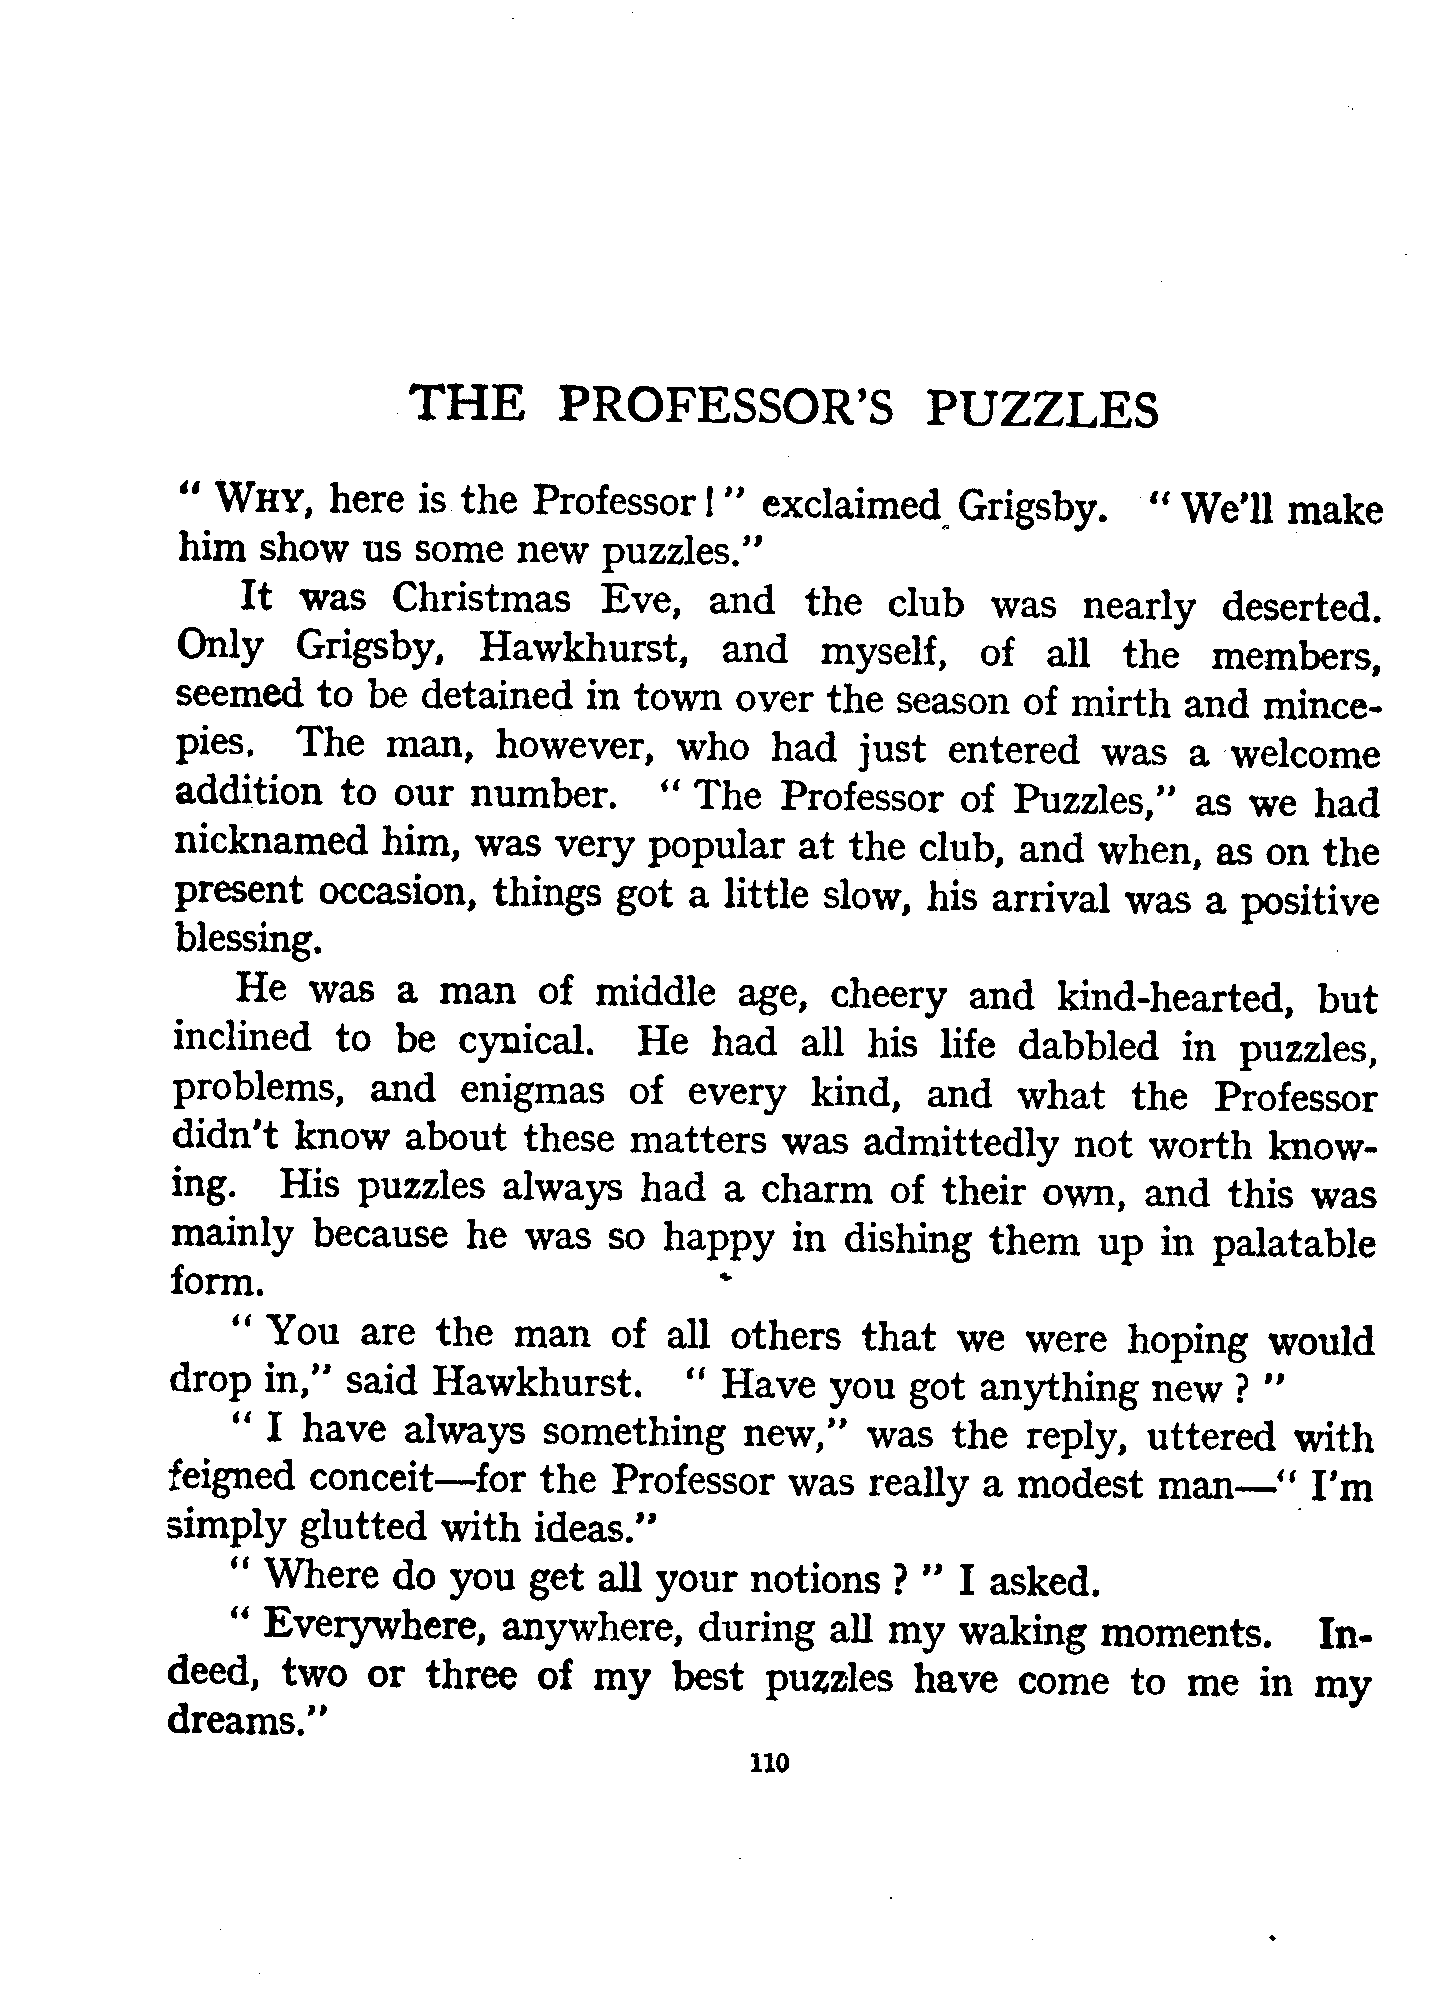 THE PROFESSOR'S PUZZLES
" WHY, here is the Professor ! " exclaimed Grigsby. " We'll make
him show us some new puzzles."
It was Christmas Eve, and the club was nearly deserted.
Only Grigsby, Hawkhurst, and myself, of all the members,
seemed to be detained in town over the season of mirth and mince-
pies. The man, however, who had just entered was a welcome
addition to our number. " The Professor of Puzzles," as we had
nicknamed him, was very popular at the club, and when, as on the
present occasion, things got a little slow, his arrival was a positive
blessing.
He was a man of middle age, cheery and kind-hearted, but
inclined to be cynical. He had all his life dabbled in puzzles,
problems, and enigmas of every kind, and what the Professor
didn't know about these matters was admittedly not worth know-
ing. His puzzles always had a charm of their own, and this was
mainly because he was so happy in dishing them up in palatable
form.
" You are the man of all others that we were hoping would
drop in," said Hawkhurst. " Have you got anything new ? "
" I have always something new," was the reply, uttered with
feigned conceit—for the Professor was really a modest man—" I'm
simply glutted with ideas."
" Where do you get all your notions ? " I asked.
" Everywhere, anywhere, during all my waking moments. In-
deed, two or three of my best puzzles have come to me in my
dreams."
110